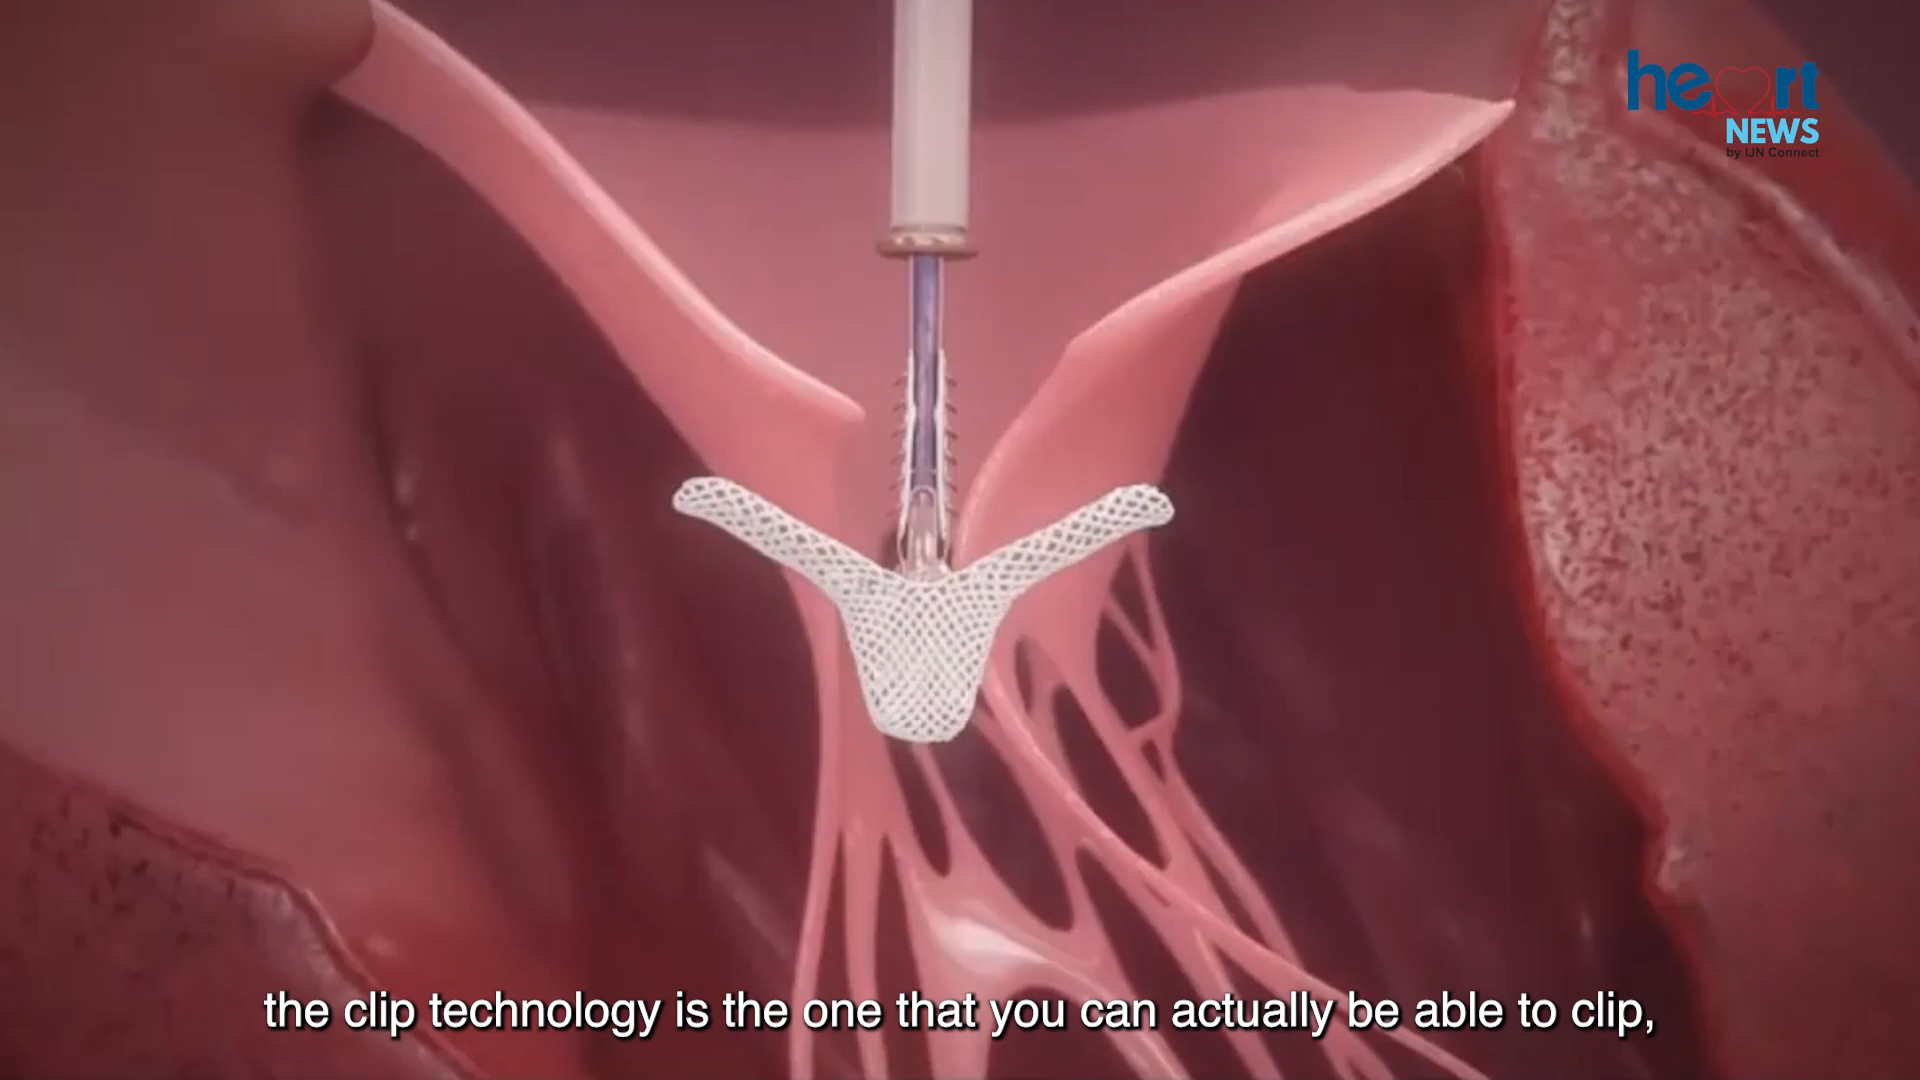 heart
NEWS
by IJN Connect
the clip technology is the one that you can actually be able to clip,